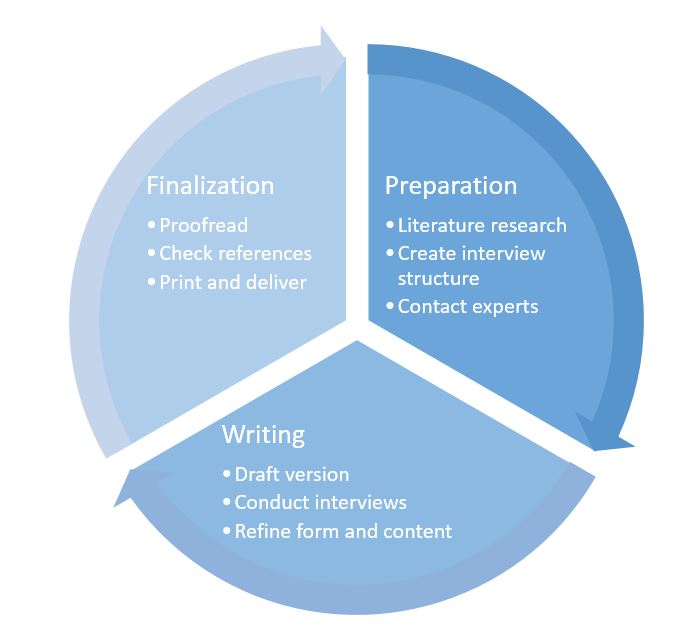 Finalization
• Proofread
• Check references
• Print and deliver
Preparation
• Literature research
• Create interview
structure
• Contact experts
Writing
• Draft version
• Conduct interviews
• Refine form and content